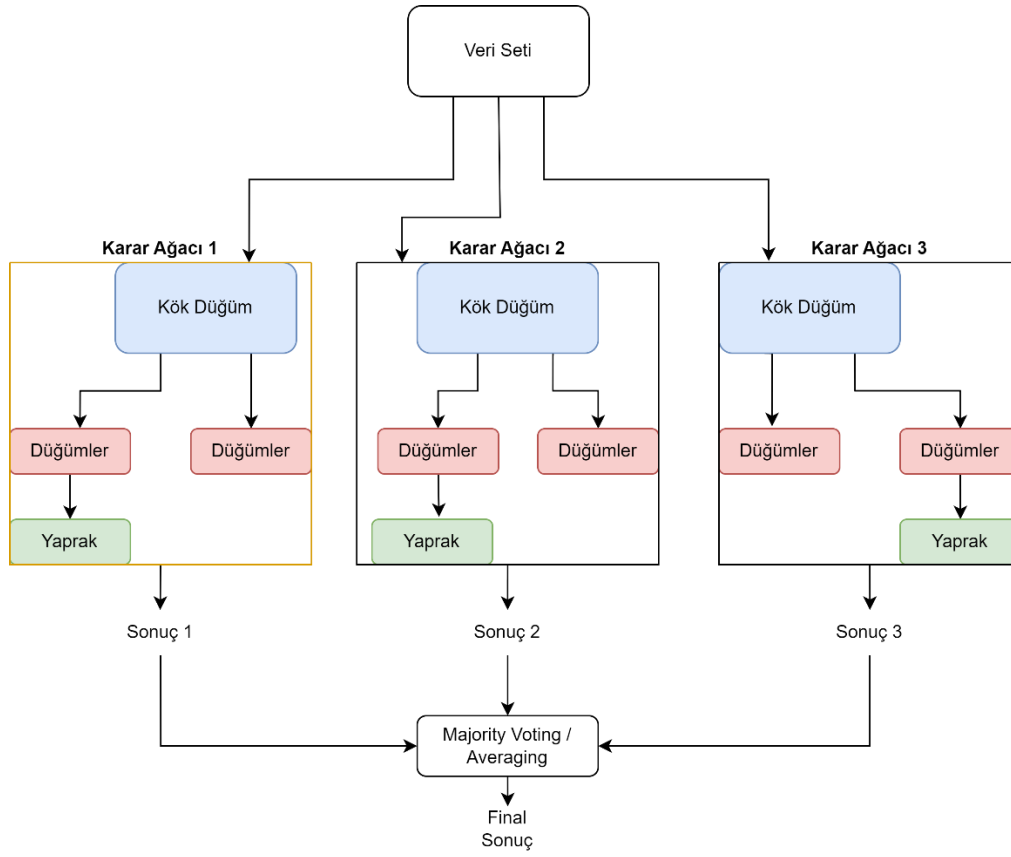 Veri Seti
Karar Ağacı 1
Karar Ağacı 2
Karar Ağacı 3
Kök Düğüm
Kök Düğüm
Kök Düğüm
Düğümler
Düğümler
Düğümler
Düğümler
Düğümler
Düğümler
Yaprak
Yaprak
Yaprak
Sonuç 1
Sonuç 2
Sonuç 3
Majority Voting /
Averaging
Final
Sonuç